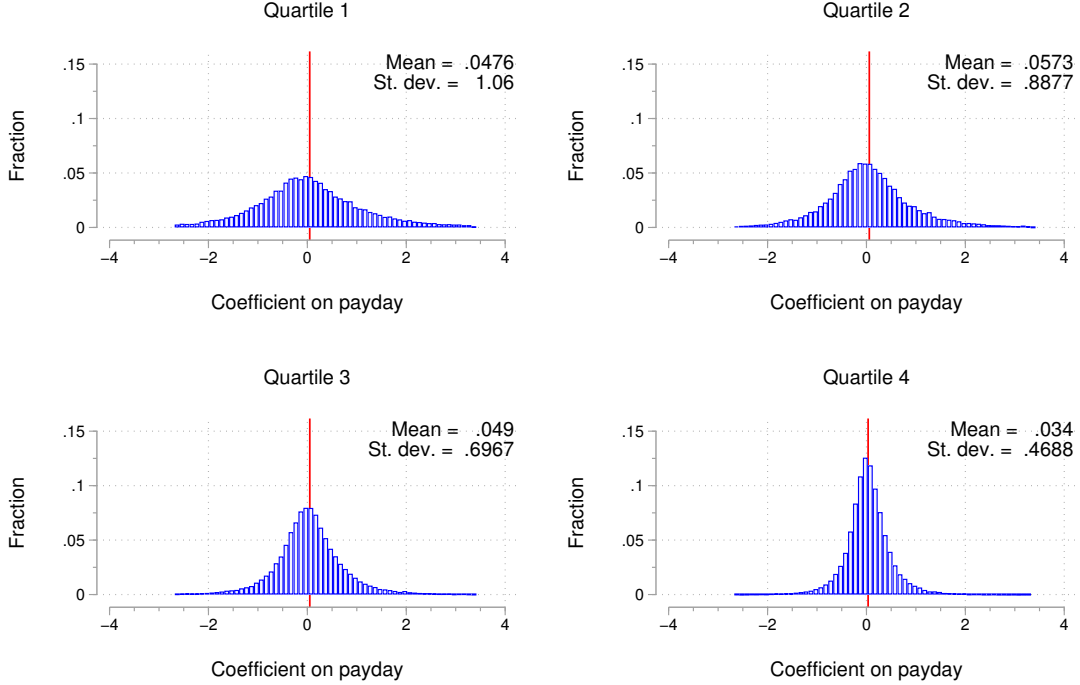 Quartile 1
Mean = .0476
St. dev. = 1.06
.15
.1
.05
0
Fraction
−4 −2 0 2 4
Coefficient on payday
Quartile 2
Mean = .0573
St. dev. = .8877
.15
.1
.05
0
Fraction
−4 −2 0 2 4
Coefficient on payday
Quartile 3
Mean = .049
St. dev. = .6967
.15
.1
.05
0
Fraction
−4 −2 0 2 4
Coefficient on payday
Quartile 4
Mean = .034
St. dev. = .4688
.15
.1
.05
0
Fraction
−4 −2 0 2 4
Coefficient on payday